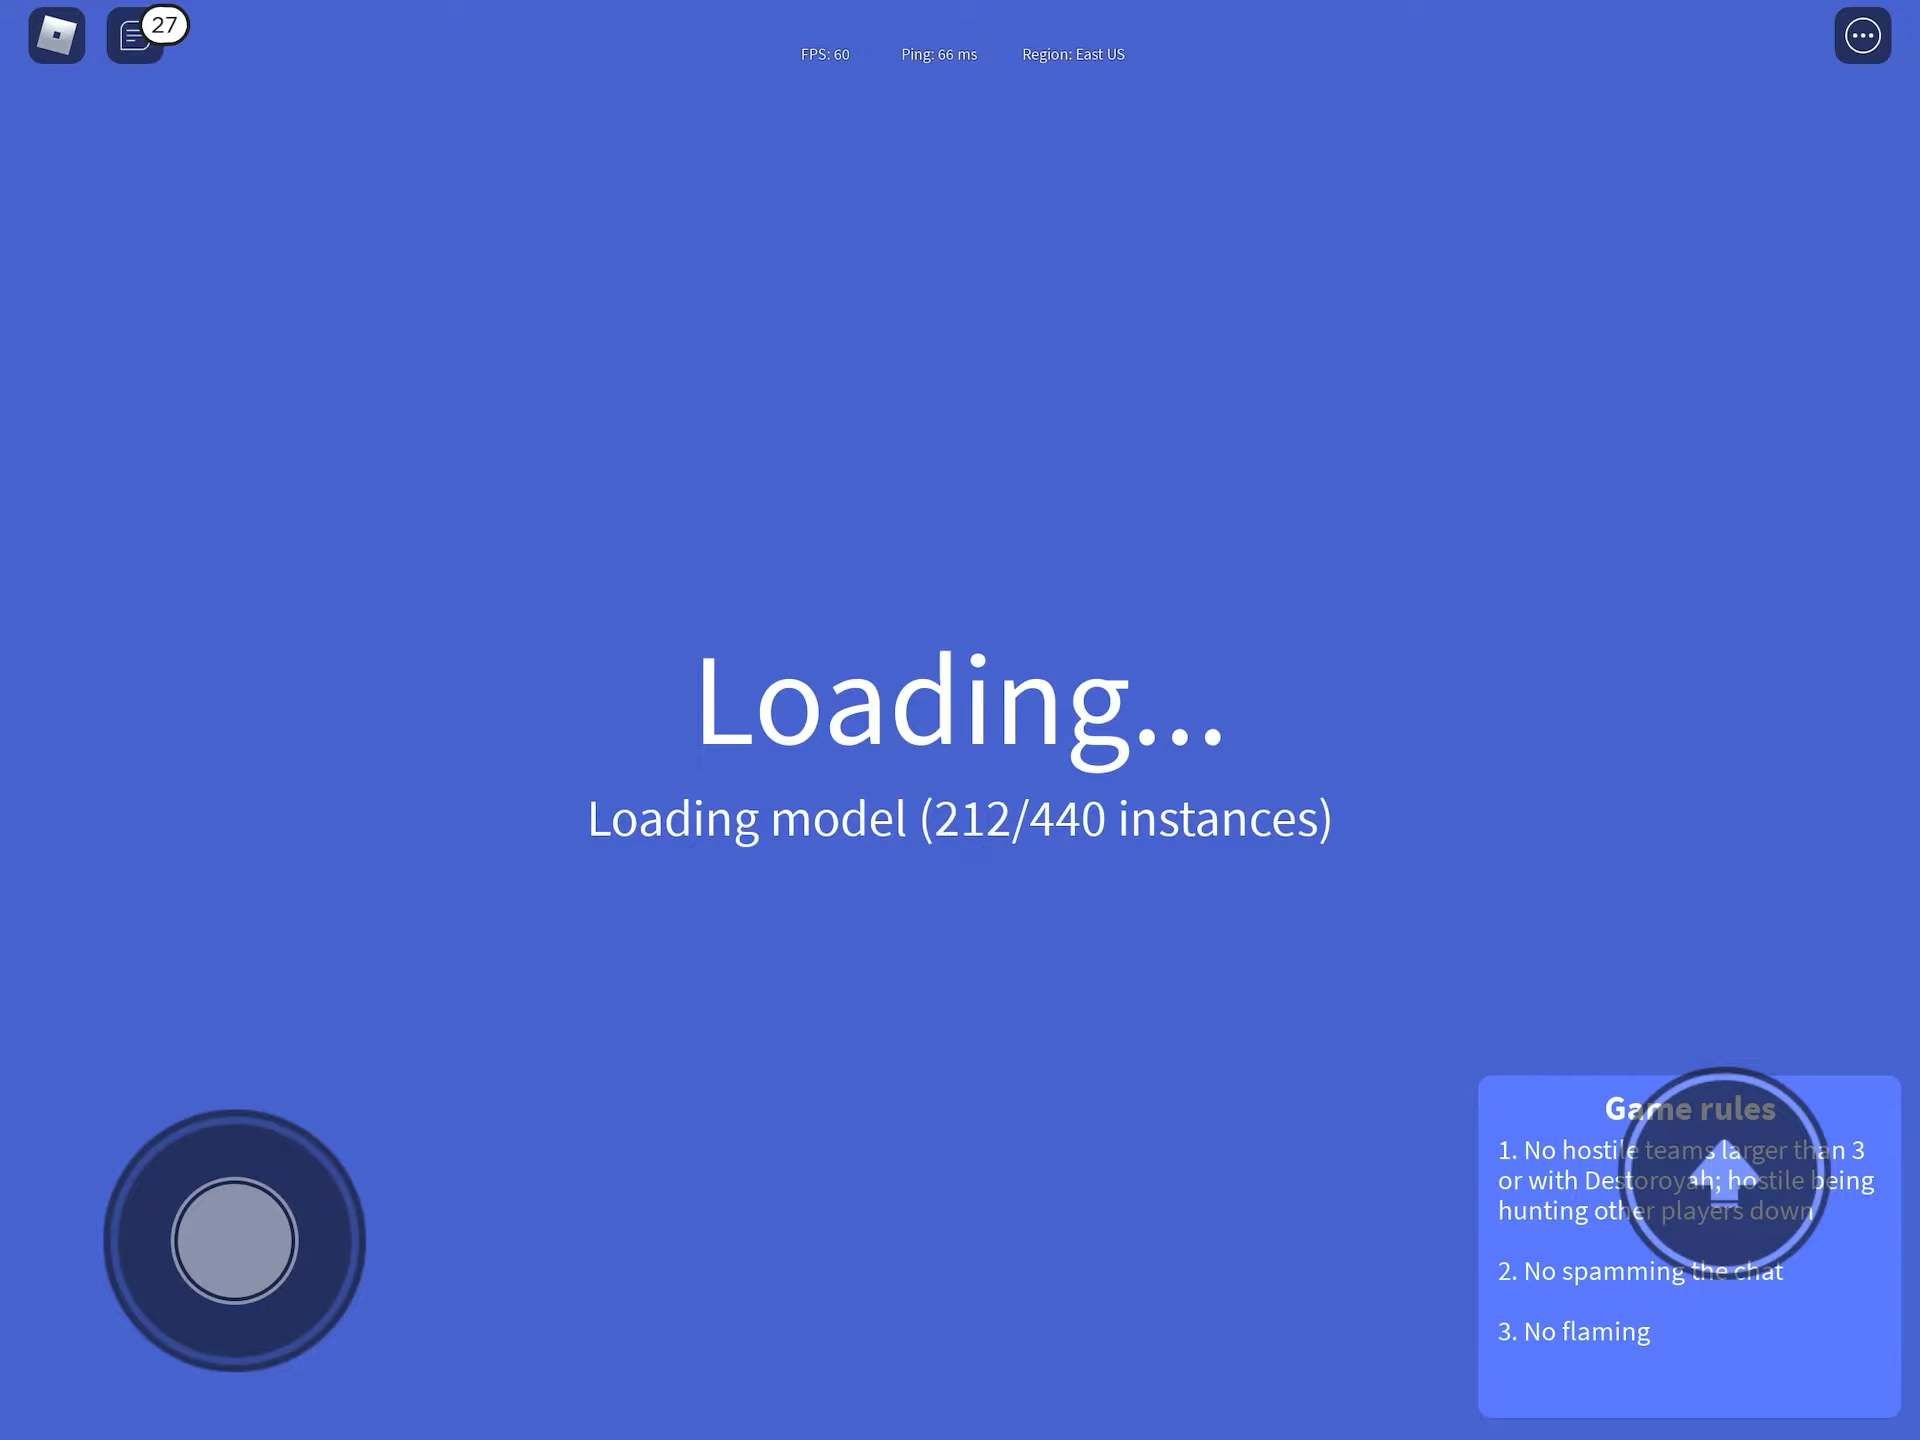 27
FPS: 60 Ping: 66 ms Region: East US
Loading...
Loading model (212/440 instances)
Game rules
1. No hostile teams larger than 3
or with Destoroyah; hostile being
hunting other players down
2. No spamming the chat
3. No flaming